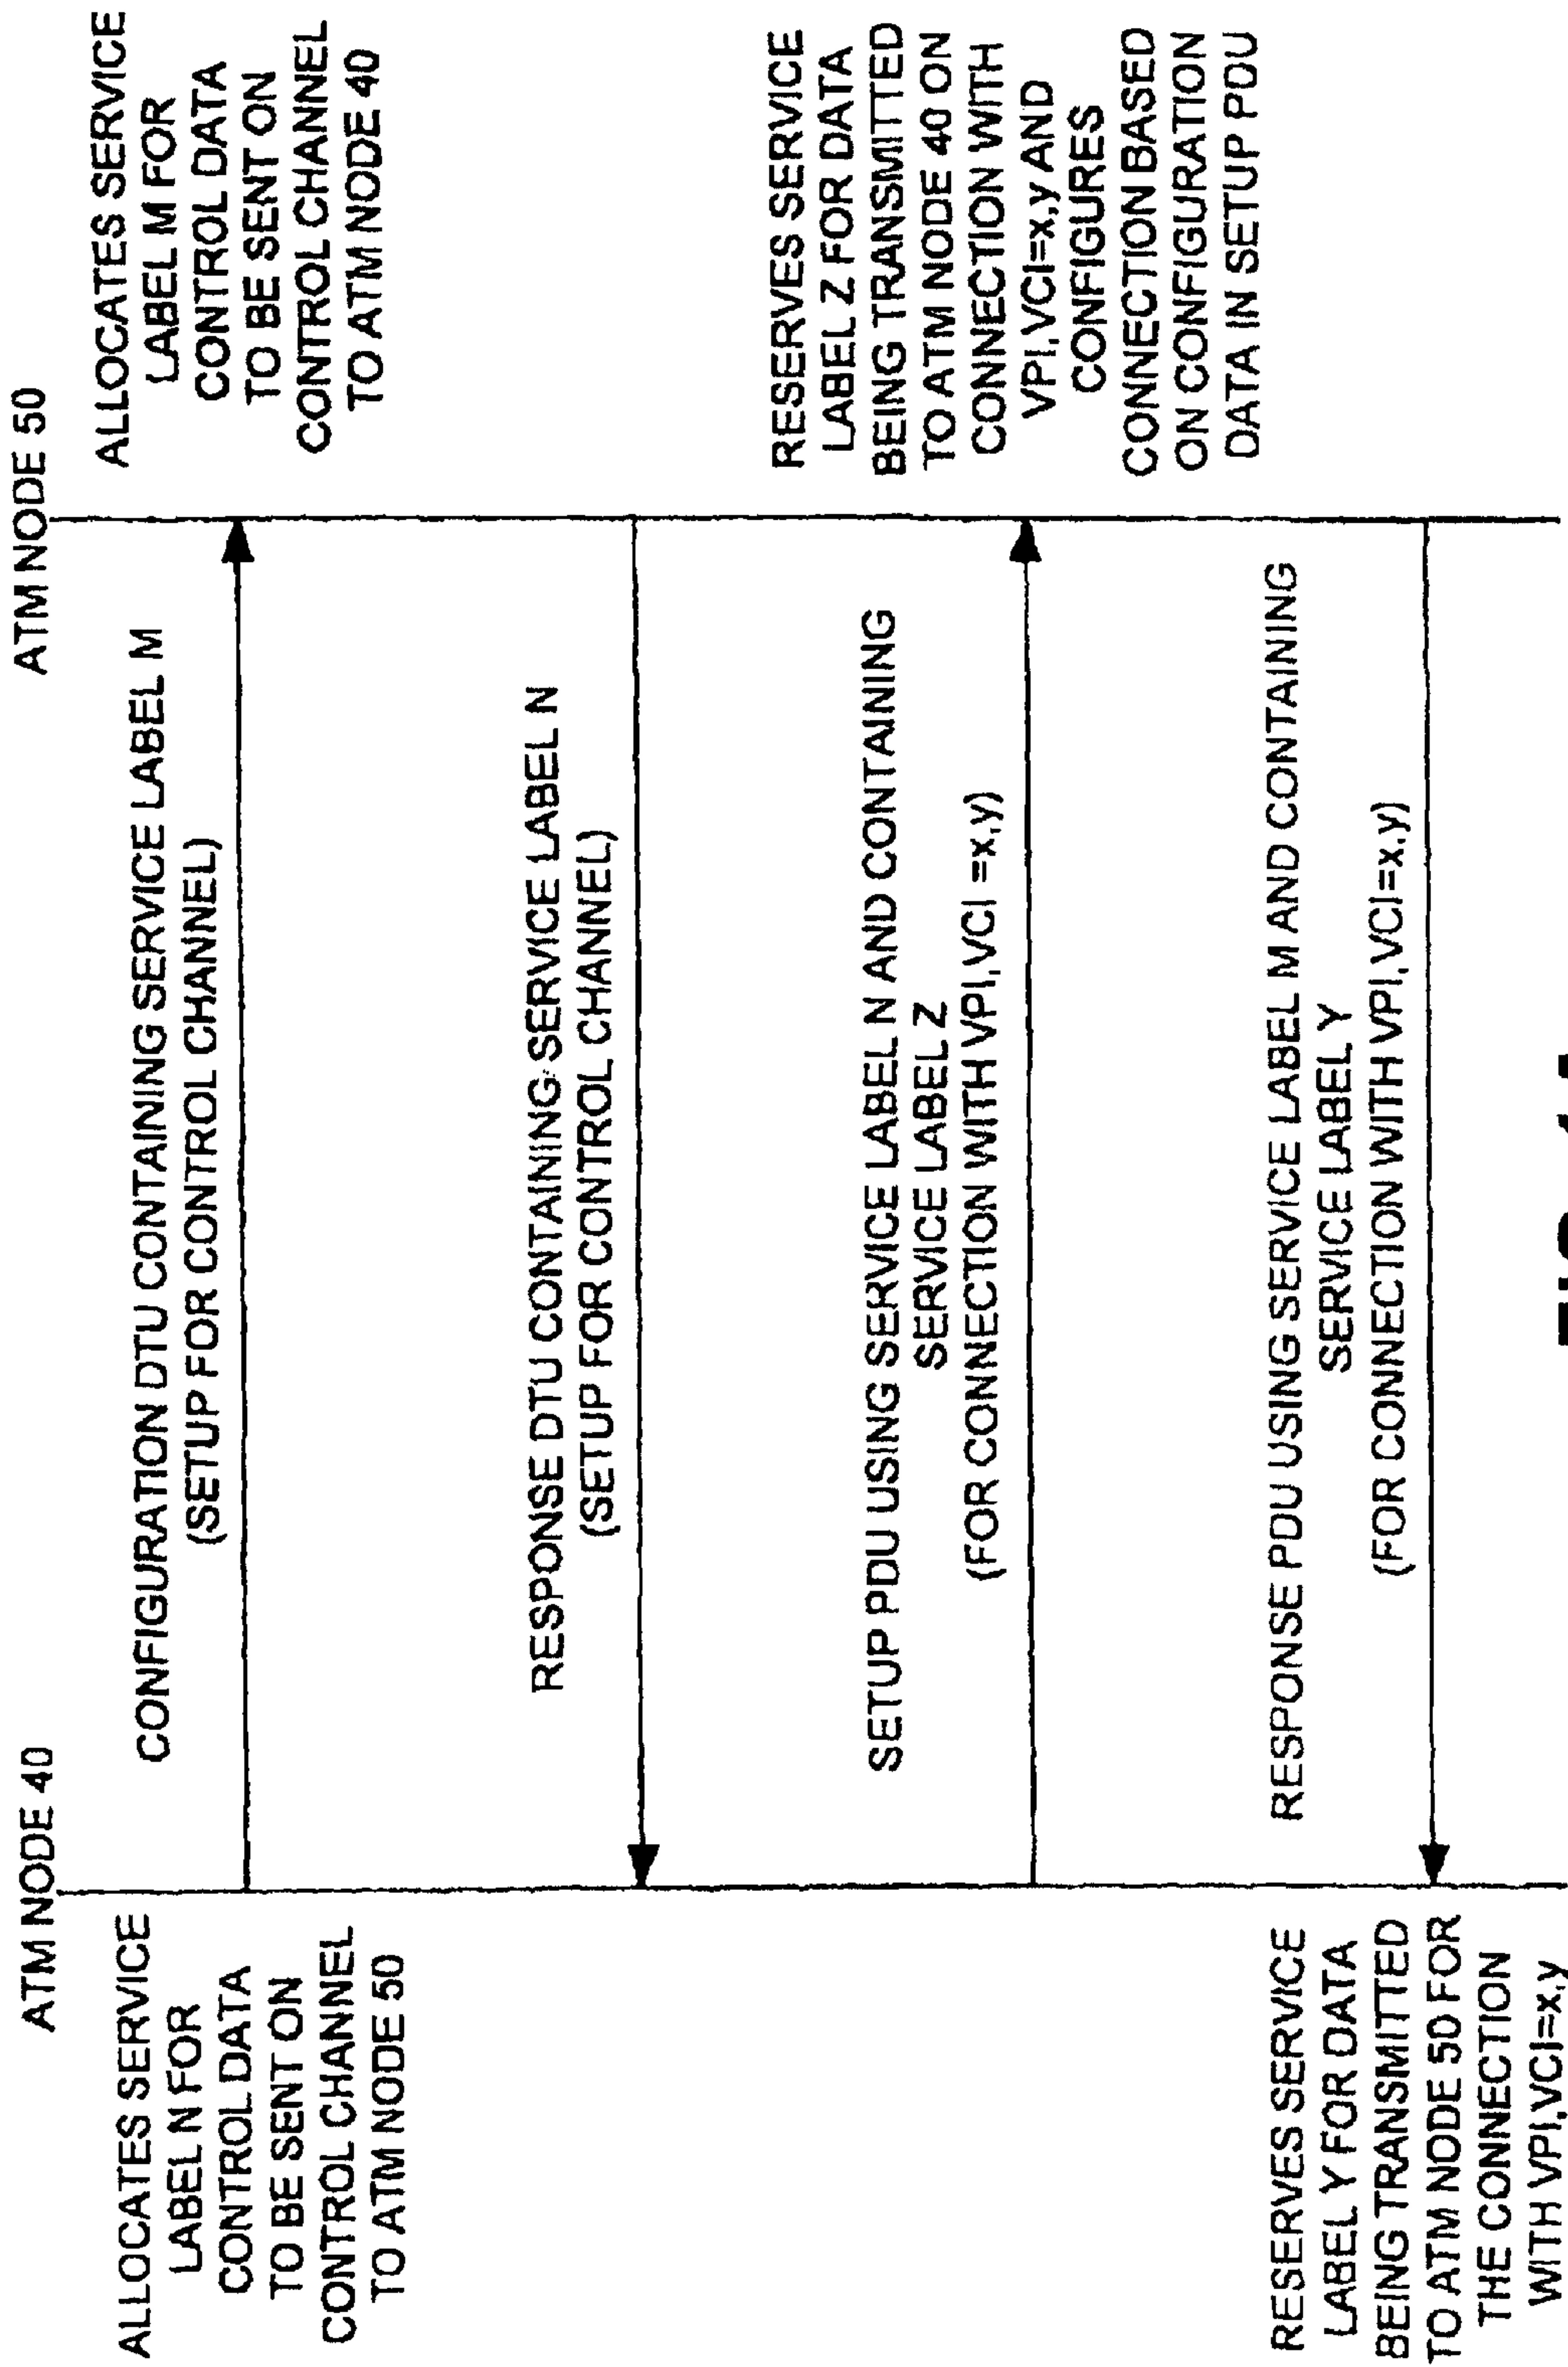 ATM NODE 40
ATM NODE 50
ALLOCATES SERVICE
LABEL N FOR
CONTROL DATA
TO BE SENT ON
CONTROL CHANNEL
TO ATM NODE 50
CONFIGURATION DTU CONTAINING SERVICE LABEL M
(SETUP FOR CONTROL CHANNEL)
ALLOCATES SERVICE
LABEL M FOR
CONTROL DATA
TO BE SENT ON
CONTROL CHANNEL
TO ATM NODE 40
RESPONSE DTU CONTAINING SERVICE LABEL N
(SETUP FOR CONTROL CHANNEL)
SETUP PDU USING SERVICE LABEL N AND CONTAINING
SERVICE LABEL Z
(FOR CONNECTION WITH VPI,VCI =x,y)
RESERVES SERVICE
LABEL Z FOR DATA
BEING TRANSMITTED
TO ATM NODE 40 ON
CONNECTION WITH
VPI,VCI=x,y AND
CONFIGURES
CONNECTION BASED
ON CONFIGURATION
DATA IN SETUP PDU
RESPONSE PDU USING SERVICE LABEL M AND CONTAINING
SERVICE LABEL Y
(FOR CONNECTION WITH VPI,VCI=x,y)
RESERVES SERVICE
LABEL Y FOR DATA
BEING TRANSMITTED
TO ATM NODE 50 FOR
THE CONNECTION
WITH VPI,VCI=x,y